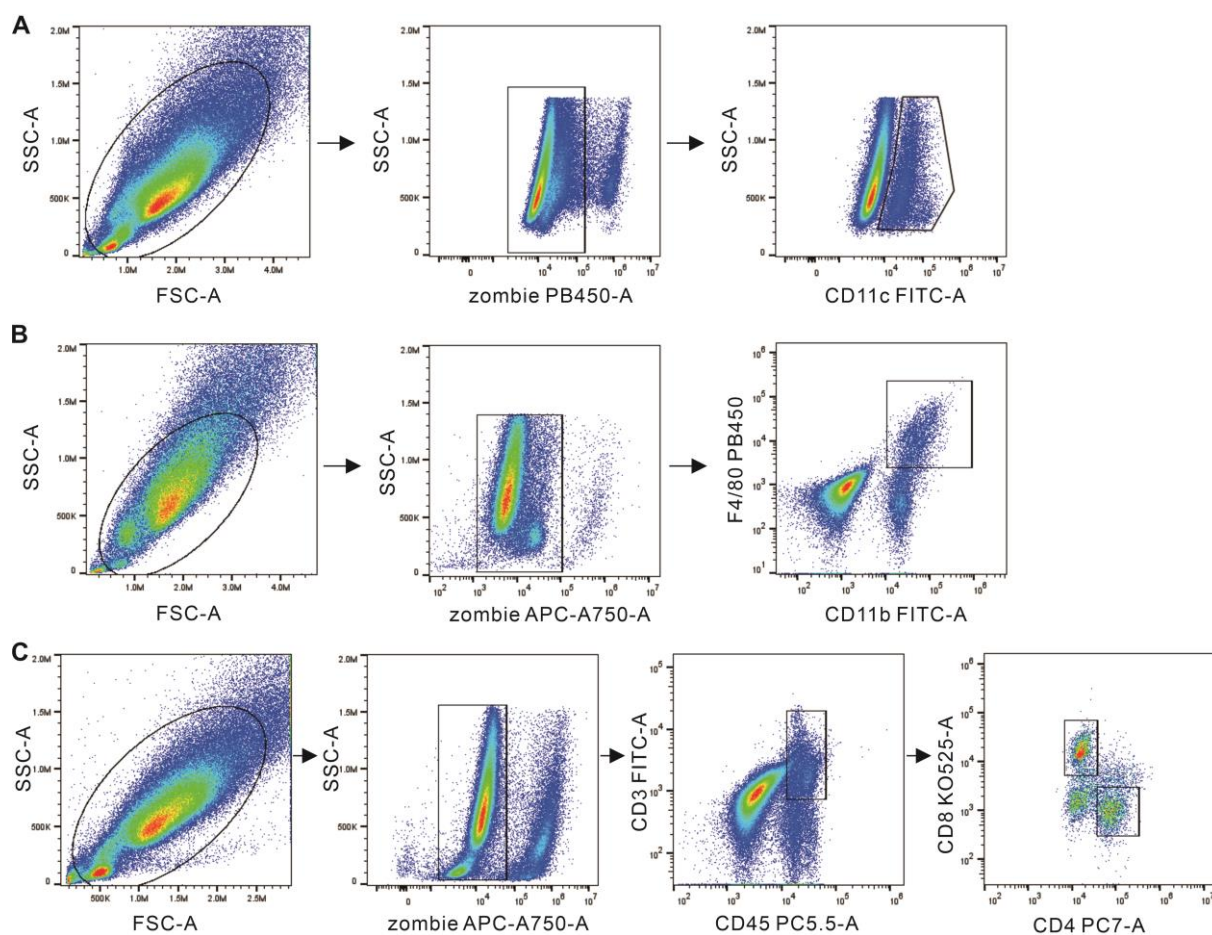 A
SSC-A
2.0M
1.5M
1.0M
500K
0
1.0M 2.0M 3.0M 4.0M
FSC-A
SSC-A
2.0M
1.5M
1.0M
500K
0
0 10^4 10^5 10^6 10^7
zombie PB450-A
SSC-A
2.0M
1.5M
1.0M
500K
0
0 10^4 10^5 10^6 10^7
CD11c FITC-A
B
SSC-A
2.0M
1.5M
1.0M
500K
0
1.0M 2.0M 3.0M 4.0M
FSC-A
SSC-A
2.0M
1.5M
1.0M
500K
0
10^2 10^3 10^4 10^5 10^6 10^7
zombie APC-A750-A
F4/80 PB450
10^6
10^5
10^4
10^3
10^2
10^1
10^2 10^3 10^4 10^5 10^6
CD11b FITC-A
C
SSC-A
2.0M
1.5M
1.0M
500K
0
500K 1.0M 1.5M 2.0M 2.5M
FSC-A
SSC-A
2.0M
1.5M
1.0M
500K
0
0 10^4 10^5 10^6 10^7
zombie APC-A750-A
CD3 FITC-A
10^5
10^4
10^3
10^2
10^2 10^3 10^4 10^5 10^6
CD45 PC5.5-A
CD8 KO525-A
10^6
10^5
10^4
10^3
10^2
10^3 10^4 10^5 10^6 10^7
CD4 PC7-A